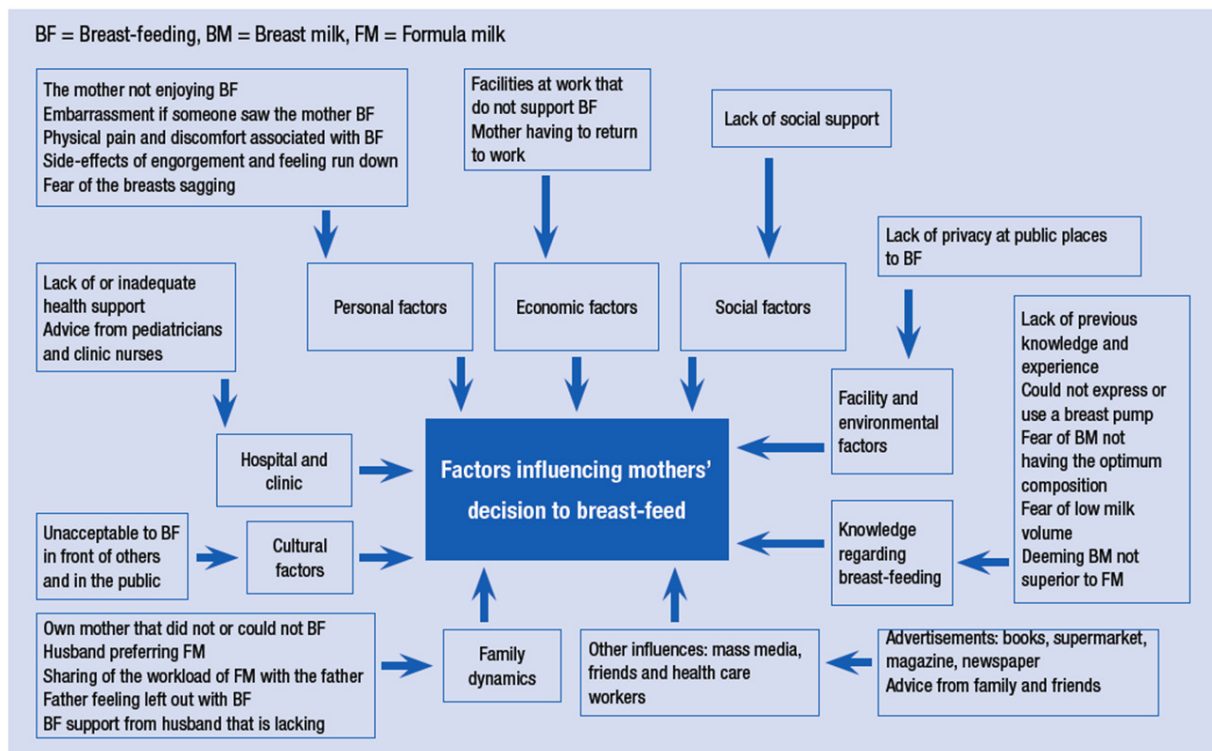 BF = Breast-feeding, BM = Breast milk, FM = Formula milk
The mother not enjoying BF
Embarrassment if someone saw the mother BF
Physical pain and discomfort associated with BF
Side-effects of engorgement and feeling run down
Fear of the breasts sagging
Facilities at work that
do not support BF
Mother having to return
to work
Lack of social support
Lack of privacy at public places
to BF
Lack of or inadequate
health support
Advice from pediatricians
and clinic nurses
Personal factors
Economic factors
Social factors
Lack of previous
knowledge and
experience
Could not express or
use a breast pump
Fear of BM not
having the optimum
composition
Fear of low milk
volume
Deeming BM not
superior to FM
Facility and
environmental
factors
Hospital and
clinic
Factors influencing mothers'
decision to breast-feed
Unacceptable to BF
in front of others
and in the public
Cultural
factors
Knowledge
regarding
breast-feeding
Own mother that did not or could not BF
Husband preferring FM
Sharing of the workload of FM with the father
Father feeling left out with BF
BF support from husband that is lacking
Family
dynamics
Other influences: mass media,
friends and health care
workers
Advertisements: books, supermarket,
magazine, newspaper
Advice from family and friends